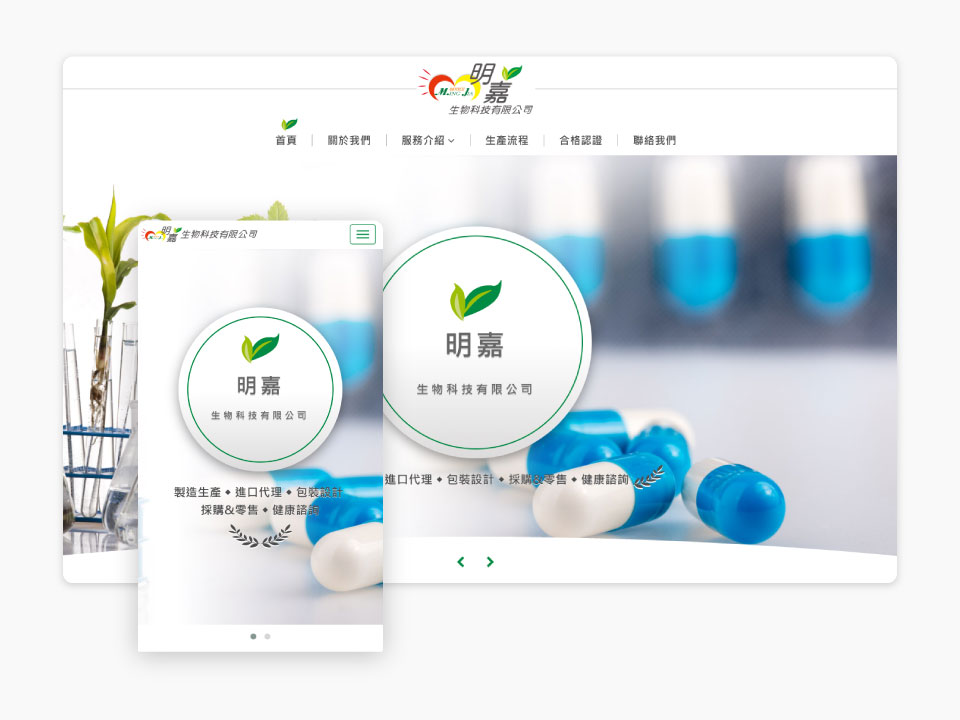 明嘉
MING JIA
生物科技有限公司
首頁 關於我們 服務介紹 生產流程 合格認證 聯絡我們
明嘉
生物科技有限公司
進口代理 ◆ 包裝設計 ◆ 採購&零售 ◆ 健康諮詢
明嘉 生物科技有限公司
明嘉
生物科技有限公司
製造生產 ◆ 進口代理 ◆ 包裝設計
採購&零售 ◆ 健康諮詢